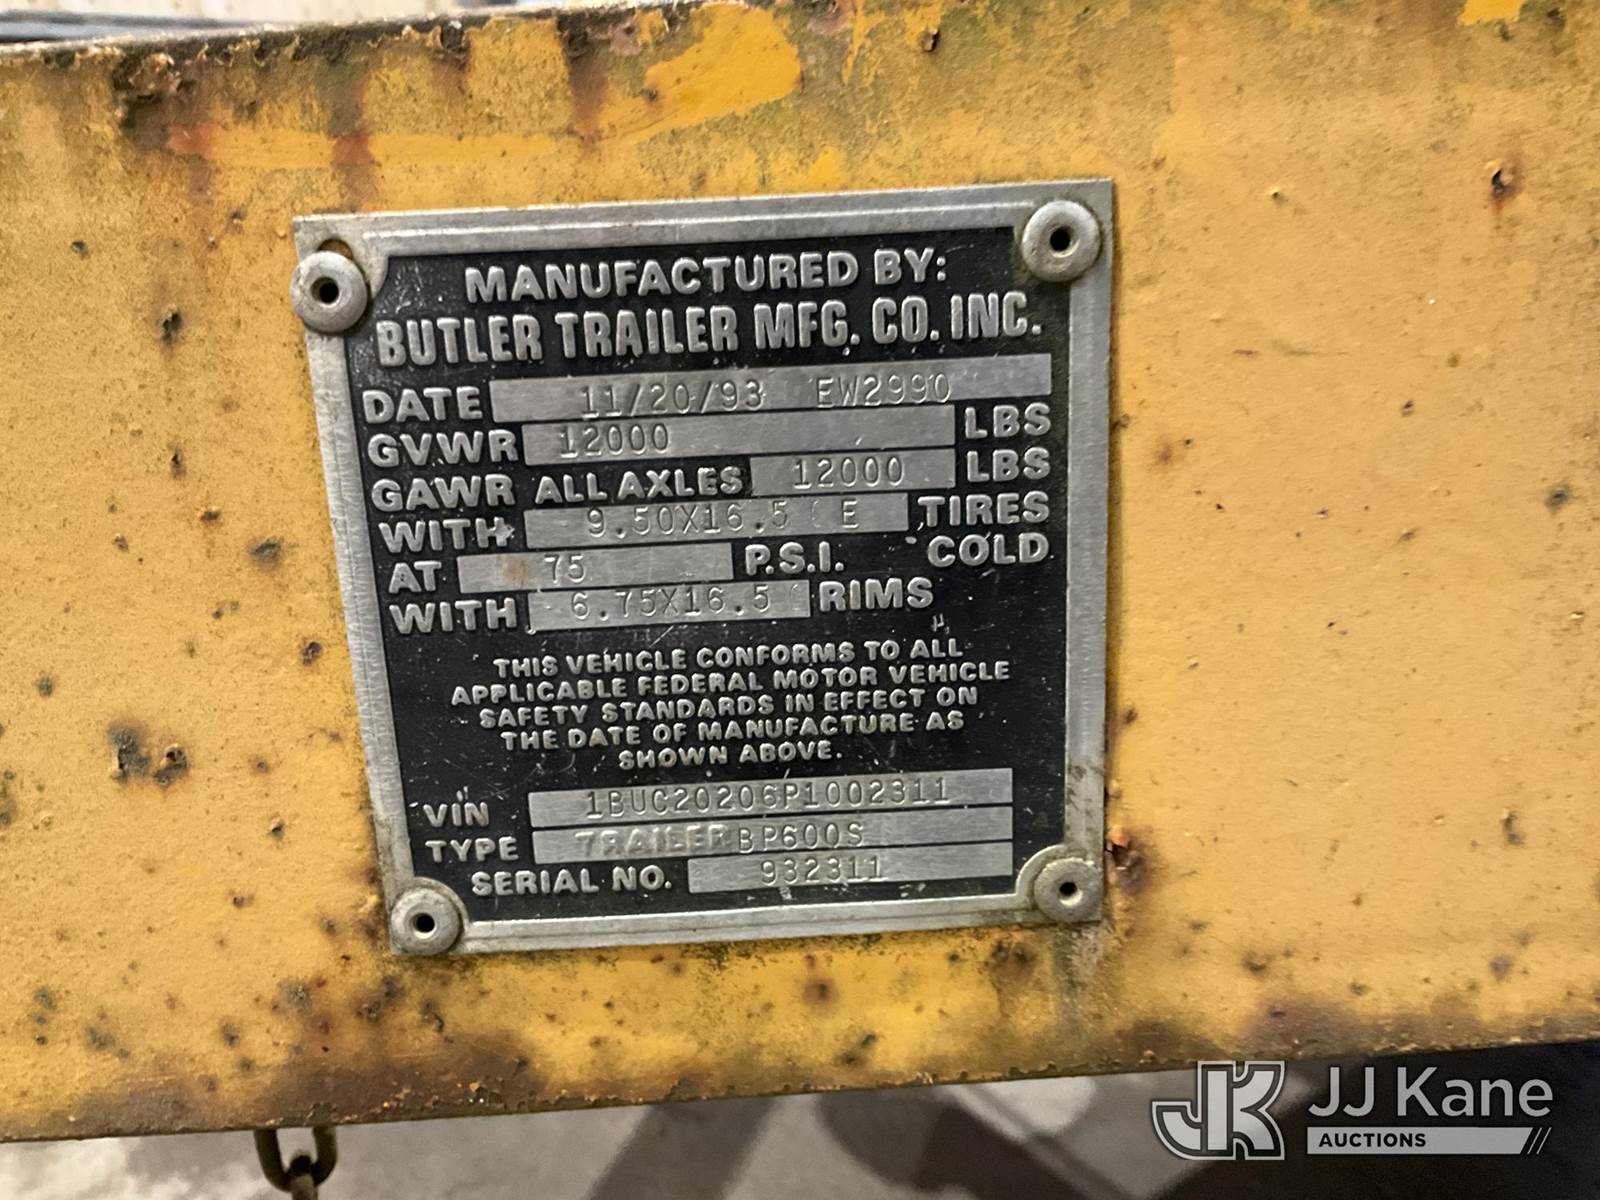 MANUFACTURED BY:
BUTLER TRAILER MFG. CO. INC.
DATE 11/20/93 EW2990
GVWR 12000 LBS
GAWR ALL AXLES 12000 LBS
WITH 9.50X16.5 (E TIRES
AT 75 P.S.I. COLD
WITH 6.75X16.5 RIMS
THIS VEHICLE CONFORMS TO ALL
APPLICABLE FEDERAL MOTOR VEHICLE
SAFETY STANDARDS IN EFFECT ON
THE DATE OF MANUFACTURE AS
SHOWN ABOVE.
VIN 1BUC20206P1002311
TYPE TRAILER BP600S
SERIAL NO. 932311
JK JJ Kane
AUCTIONS